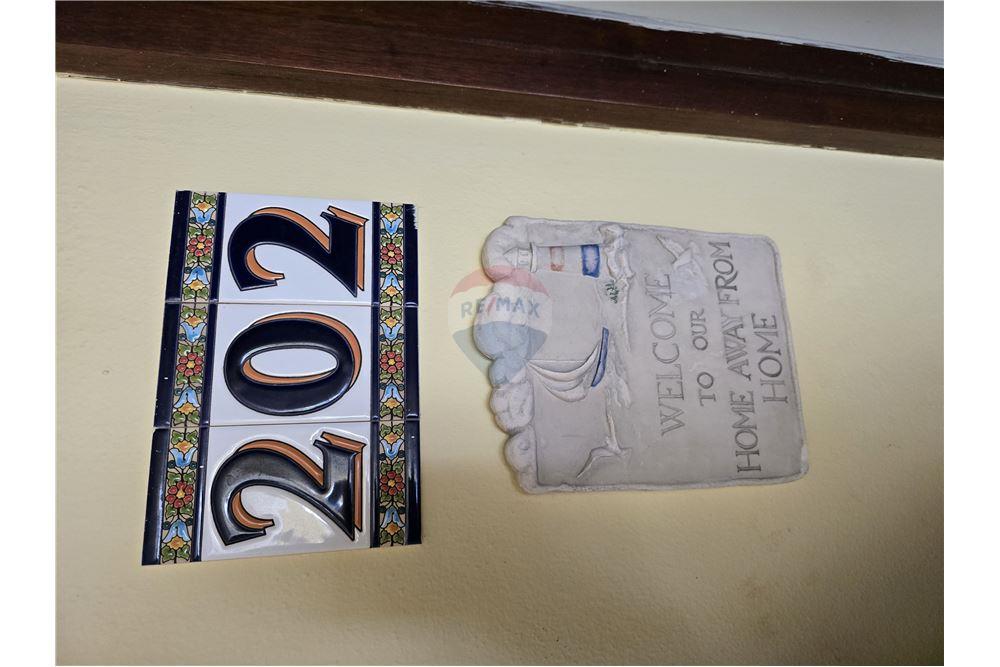 202
RE/MAX
WELCOME
TO OUR
HOME AWAY FROM
HOME